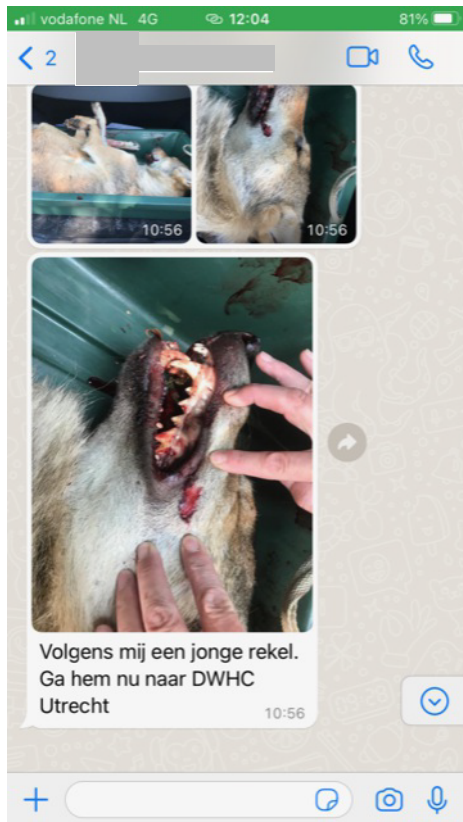 vodafone NL 4G 12:04 81%
2
10:56 10:56
Volgens mij een jonge rekel.
Ga hem nu naar DWHC
Utrecht
10:56